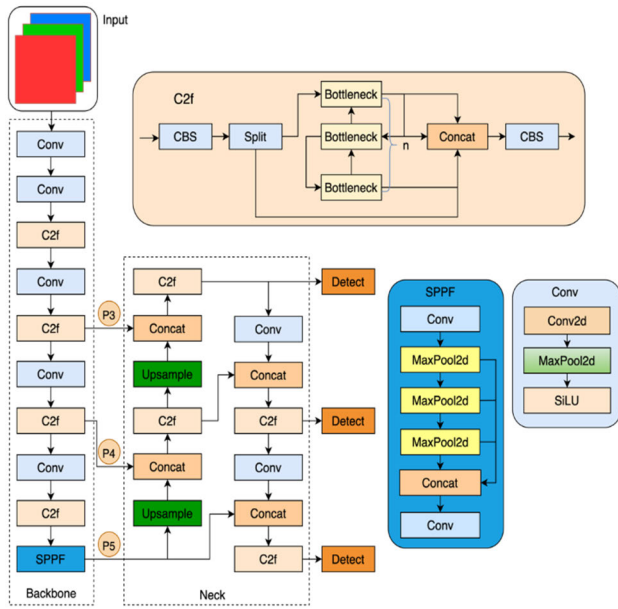 Input
Conv
Conv
C2f
Conv
C2f
Conv
C2f
Conv
C2f
SPPF
Backbone
P3
P4
P5
C2f
Concat
Upsample
C2f
Concat
Upsample
Conv
Concat
C2f
Conv
Concat
C2f
Neck
Detect
Detect
Detect
C2f
CBS
Split
Bottleneck
Bottleneck
Bottleneck
n
Concat
CBS
SPPF
Conv
MaxPool2d
MaxPool2d
MaxPool2d
Concat
Conv
Conv
Conv2d
MaxPool2d
SiLU